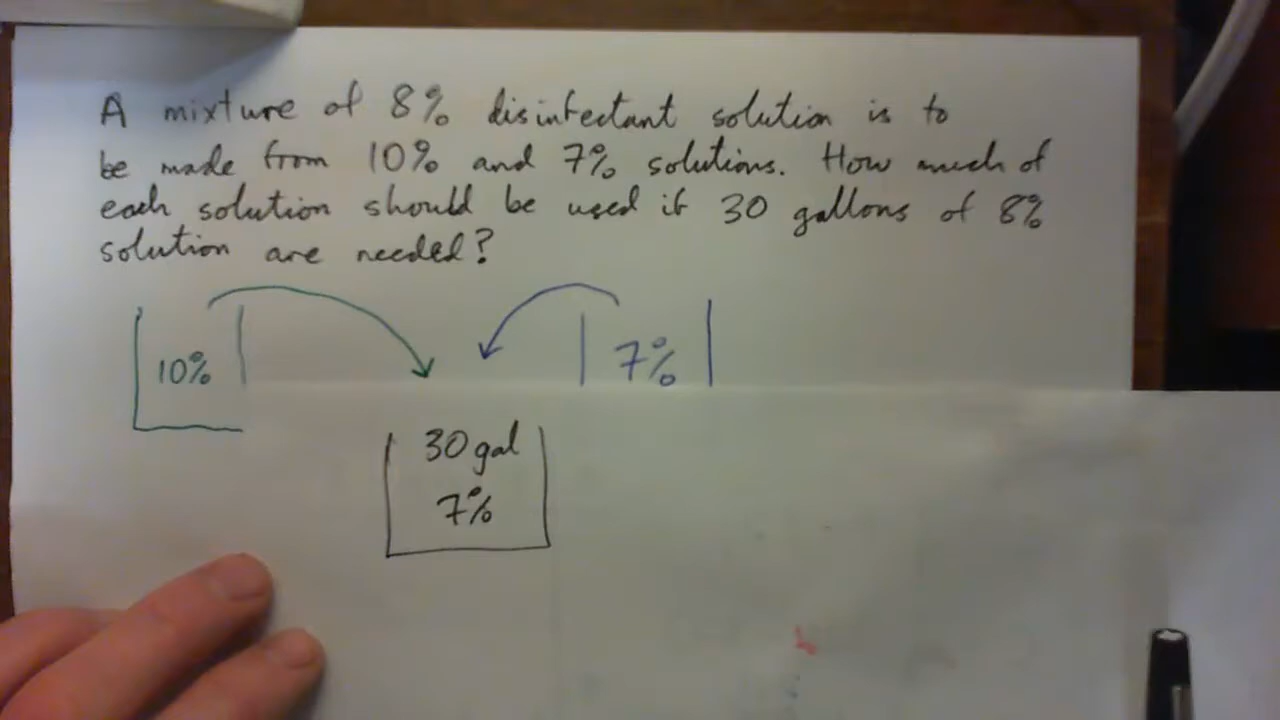 A mixture of 8% disinfectant solution is to
be made from 10% and 7% solutions. How much of
each solution should be used if 30 gallons of 8%
solution are needed?
10% 7%
30 gal
7%